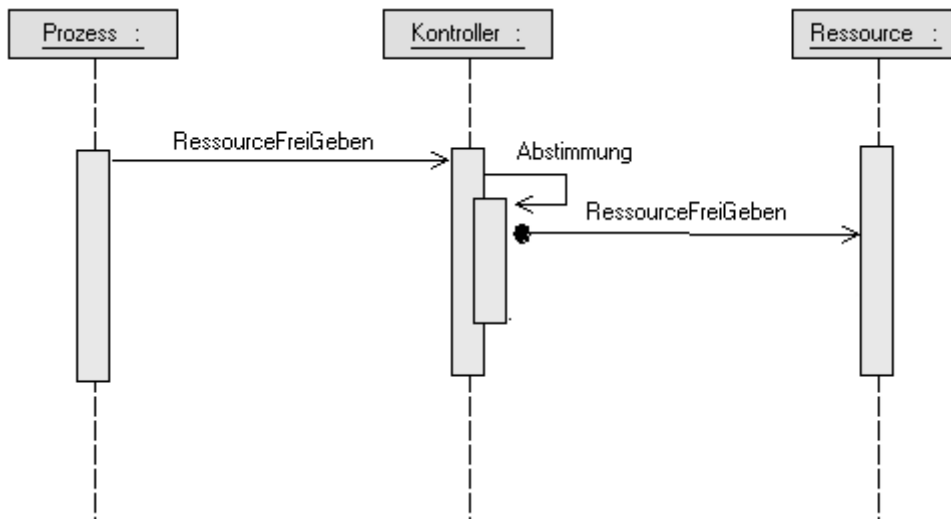 Prozess :
Kontroller :
Ressource :
RessourceFreiGeben
Abstimmung
RessourceFreiGeben